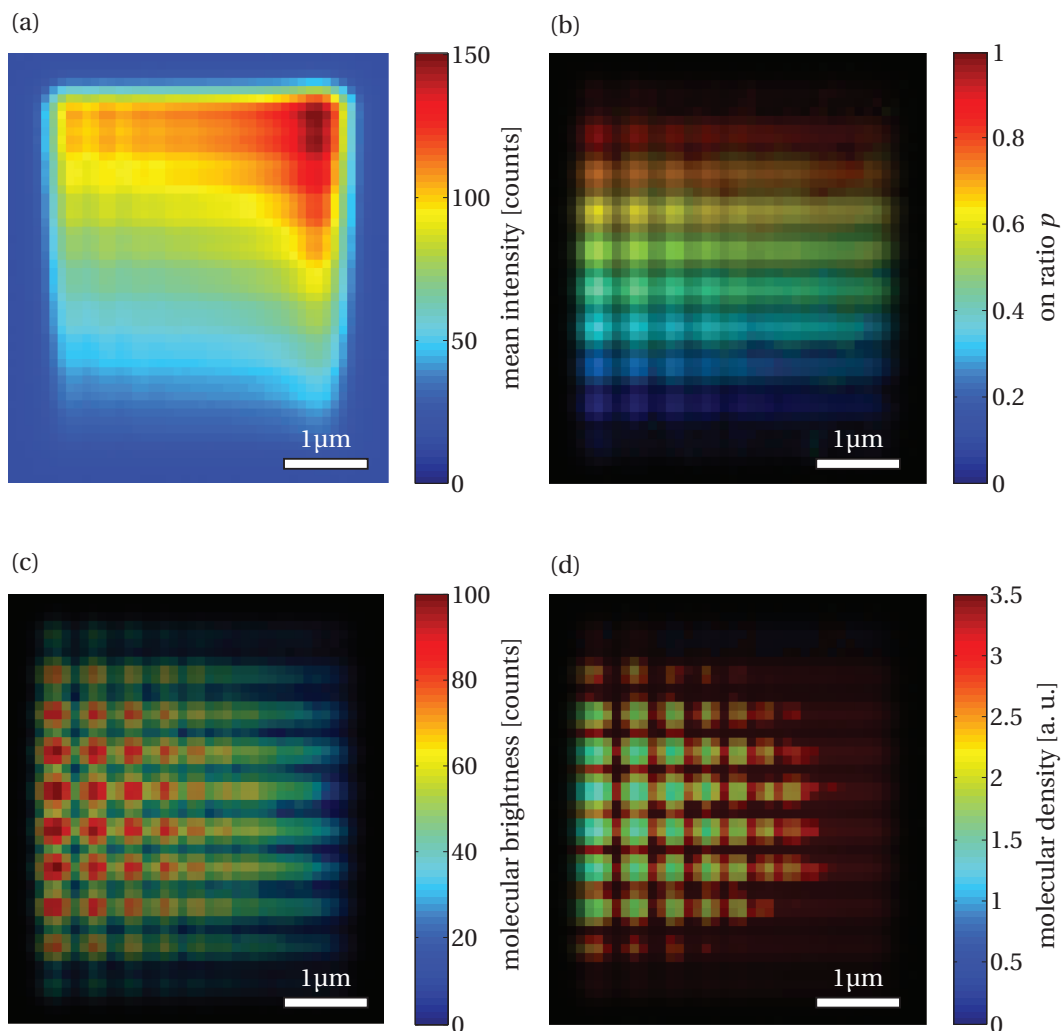 (a)
150
100
50
0
mean intensity [counts]
1µm
(b)
1
0.8
0.6
0.4
0.2
0
on ratio p
1µm
(c)
100
80
60
40
20
0
molecular brightness [counts]
1µm
(d)
3.5
3
2.5
2
1.5
1
0.5
0
molecular density [a. u.]
1µm